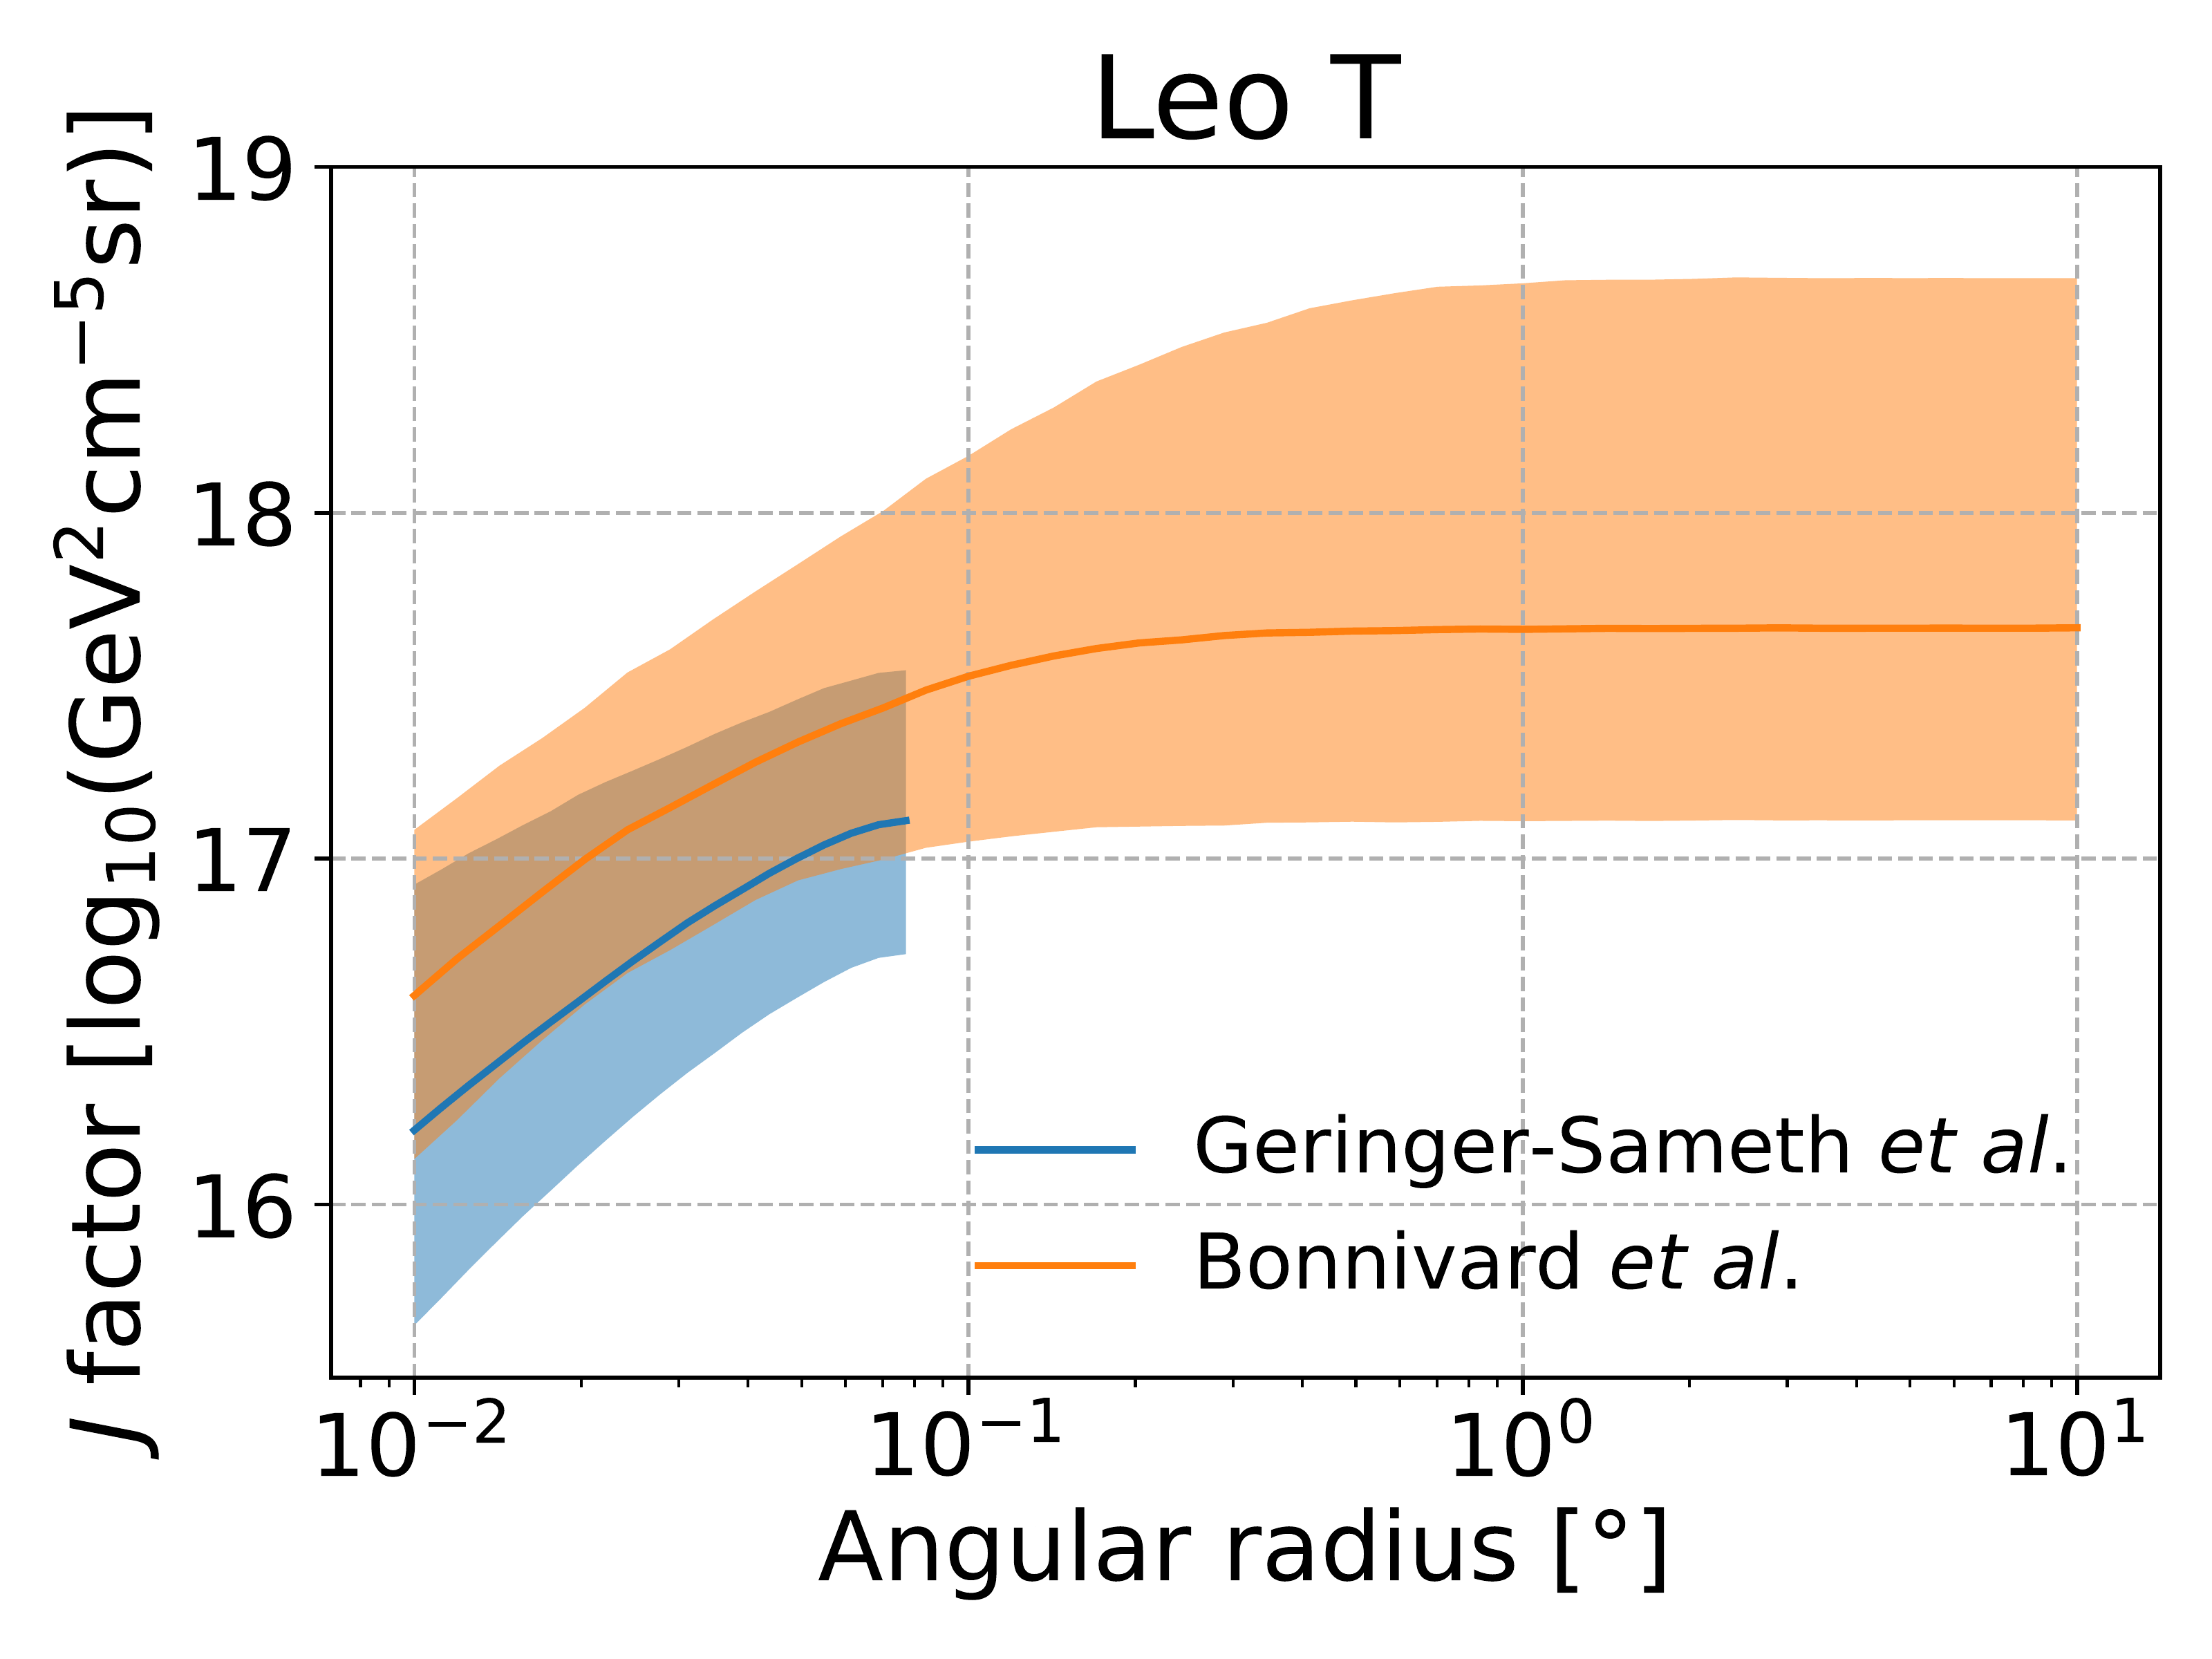 Leo T
J factor [log₁₀(GeV²cm⁻⁵sr)]
19
18
17
16
10⁻² 10⁻¹ 10⁰ 10¹
Angular radius [°]
Geringer-Sameth et al.
Bonnivard et al.